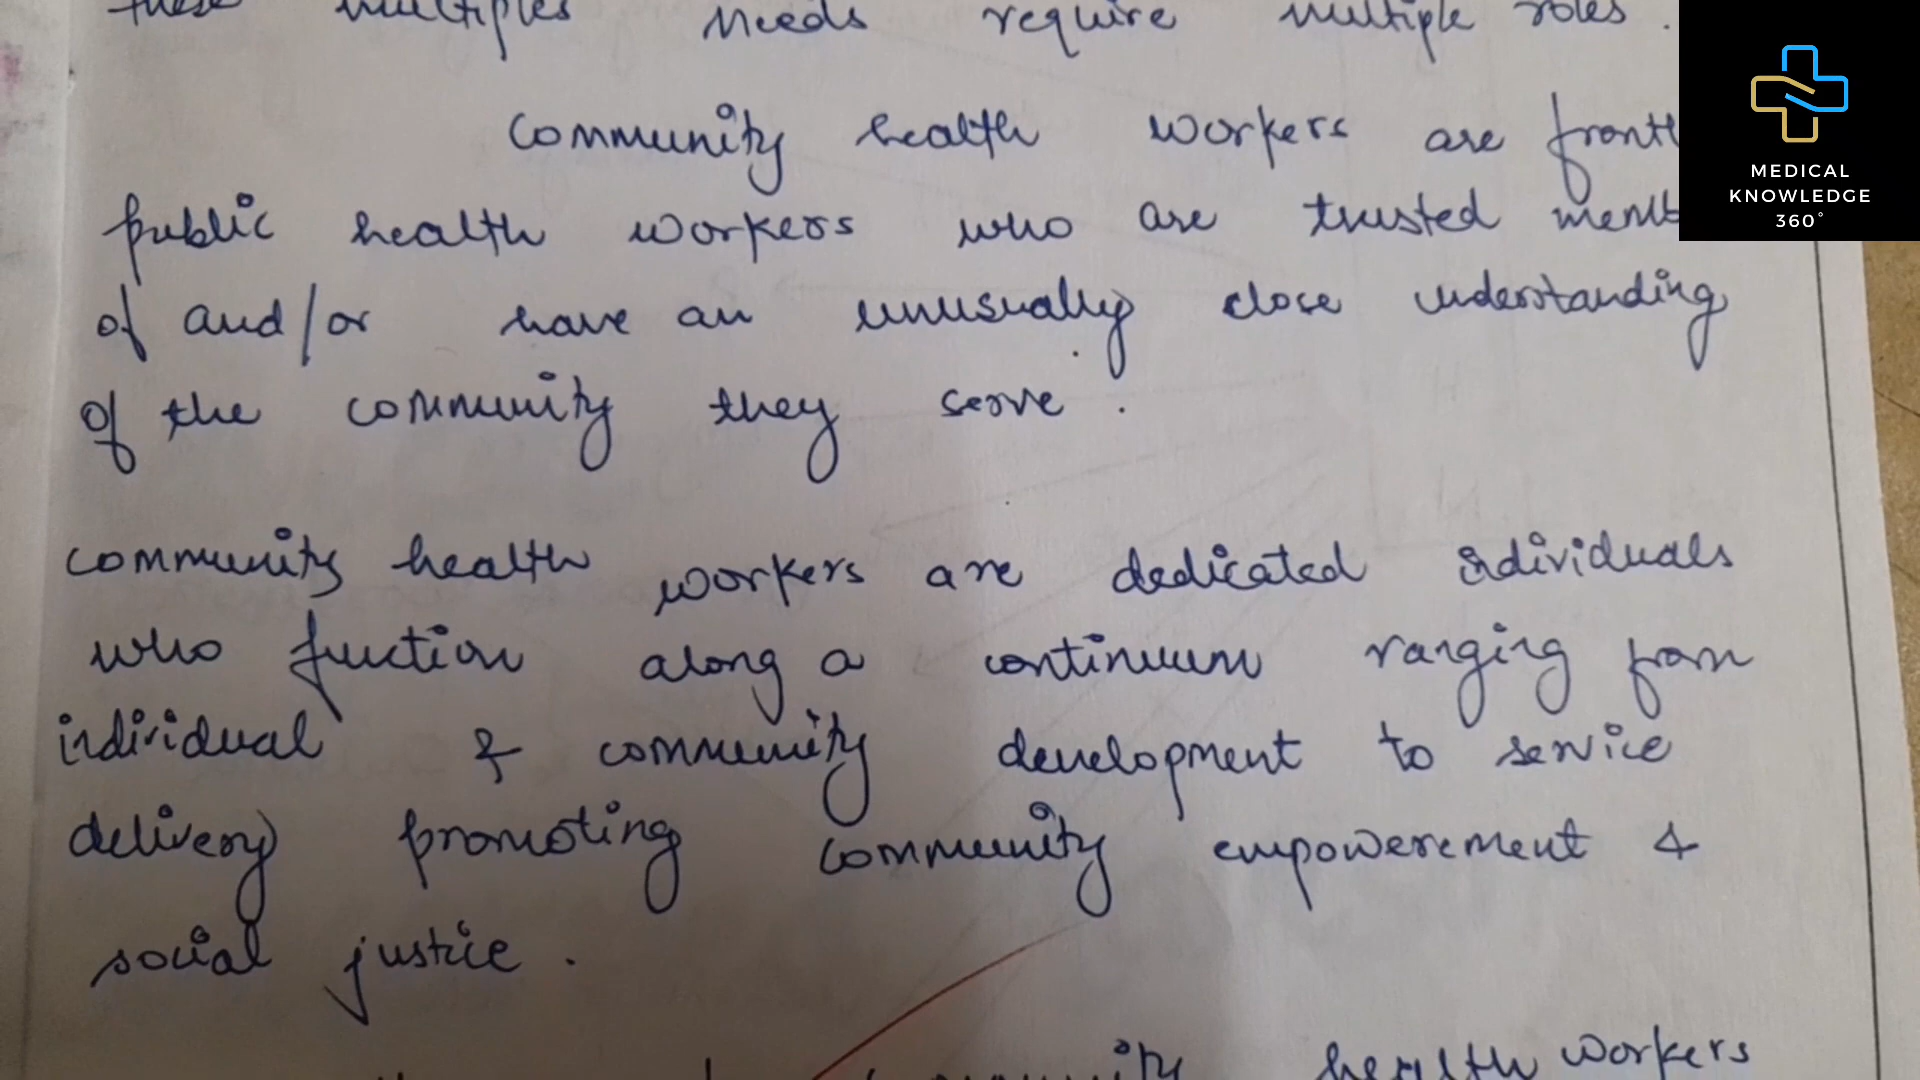 these multiples needs require multiple roles.
Community health workers are
public health workers who are trusted
of and/or have an unusually close understanding
of the community they serve.
community health workers are dedicated individuals
who function along a continuum ranging from
individual & community development to service
delivery promoting community empowerement &
social justice.
health workers
MEDICAL
KNOWLEDGE
360°